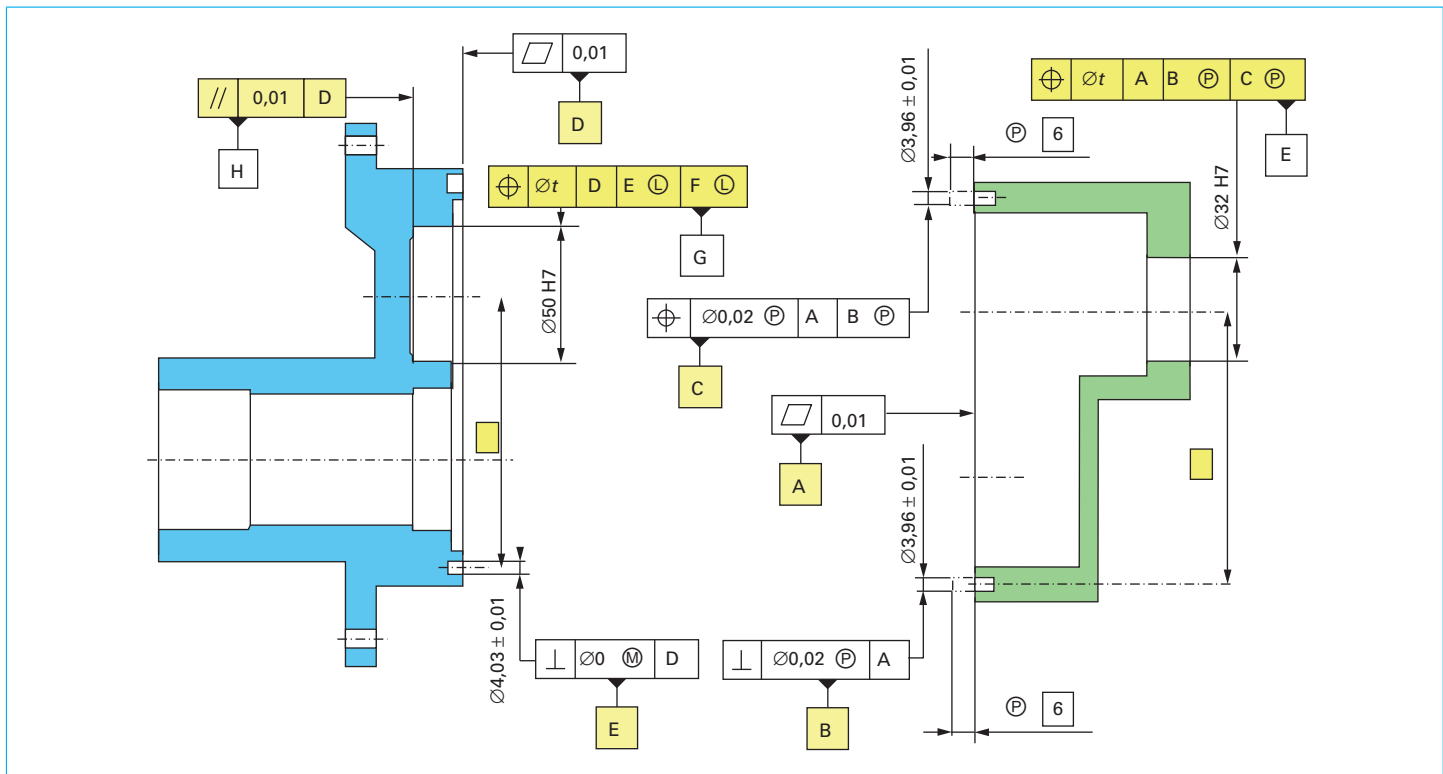 ▱ 0,01
D
// 0,01 D
H
⌖ ∅t D E Ⓛ F Ⓛ
G
∅50 H7
∅4,03 ± 0,01
⊥ ∅0 Ⓜ D
E
∅3,96 ± 0,01
Ⓟ 6
⌖ ∅t A B Ⓟ C Ⓟ
E
∅32 H7
⌖ ∅0,02 Ⓟ A B Ⓟ
C
▱ 0,01
A
∅3,96 ± 0,01
⊥ ∅0,02 Ⓟ A
B
Ⓟ 6